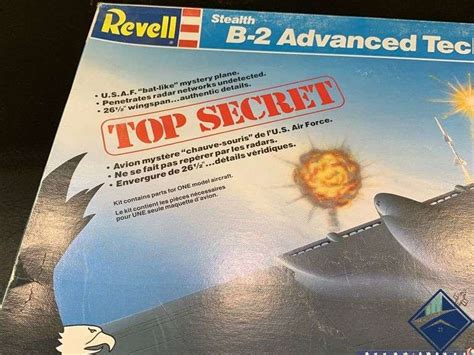 Revell
Stealth
B-2 Advanced Tec
• U.S.A.F. "bat-like" mystery plane.
• Penetrates radar networks undetected.
• 26½" wingspan...authentic details.
TOP SECRET
• Avion mystère "chauve-souris" de l'U.S. Air Force.
• Ne se fait pas repérer par les radars.
• Envergure de 26½"...détails véridiques.
Kit contains parts for ONE model aircraft.
Le kit contient les pièces nécessaires
pour UNE seule maquette d'avion.